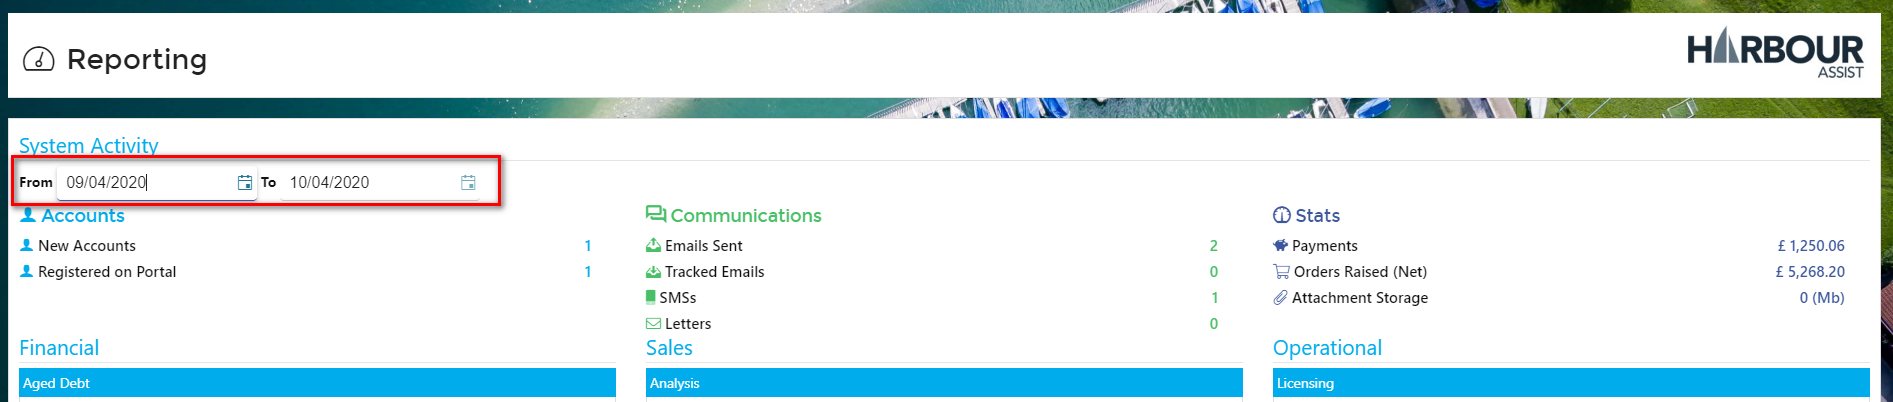 Reporting
HARBOUR
ASSIST
System Activity
From 09/04/2020 To 10/04/2020
Accounts
New Accounts 1
Registered on Portal 1
Communications
Emails Sent 2
Tracked Emails 0
SMSs 1
Letters 0
Stats
Payments £ 1,250.06
Orders Raised (Net) £ 5,268.20
Attachment Storage 0 (Mb)
Financial
Aged Debt
Sales
Analysis
Operational
Licensing